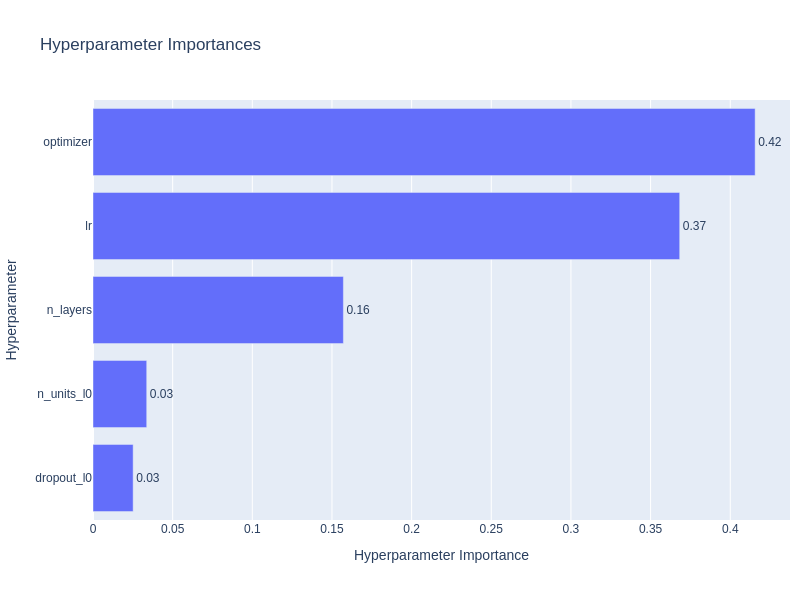 Hyperparameter Importances
Hyperparameter
optimizer 0.42
lr 0.37
n_layers 0.16
n_units_l0 0.03
dropout_l0 0.03
0 0.05 0.1 0.15 0.2 0.25 0.3 0.35 0.4
Hyperparameter Importance